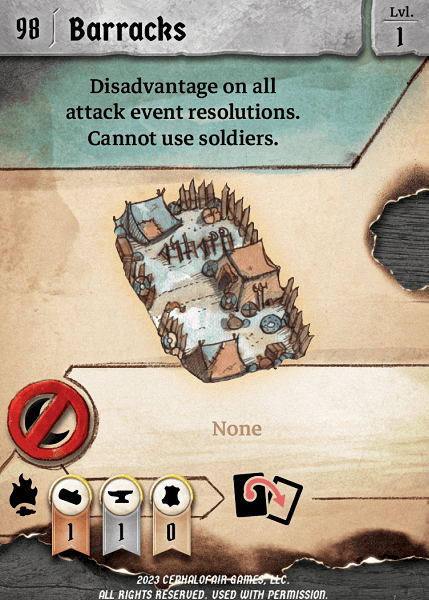 98 Barracks
Lvl.
1
Disadvantage on all
attack event resolutions.
Cannot use soldiers.
None
1 1 0
2023 CEPHALOFAIR GAMES, LLC.
ALL RIGHTS RESERVED. USED WITH PERMISSION.